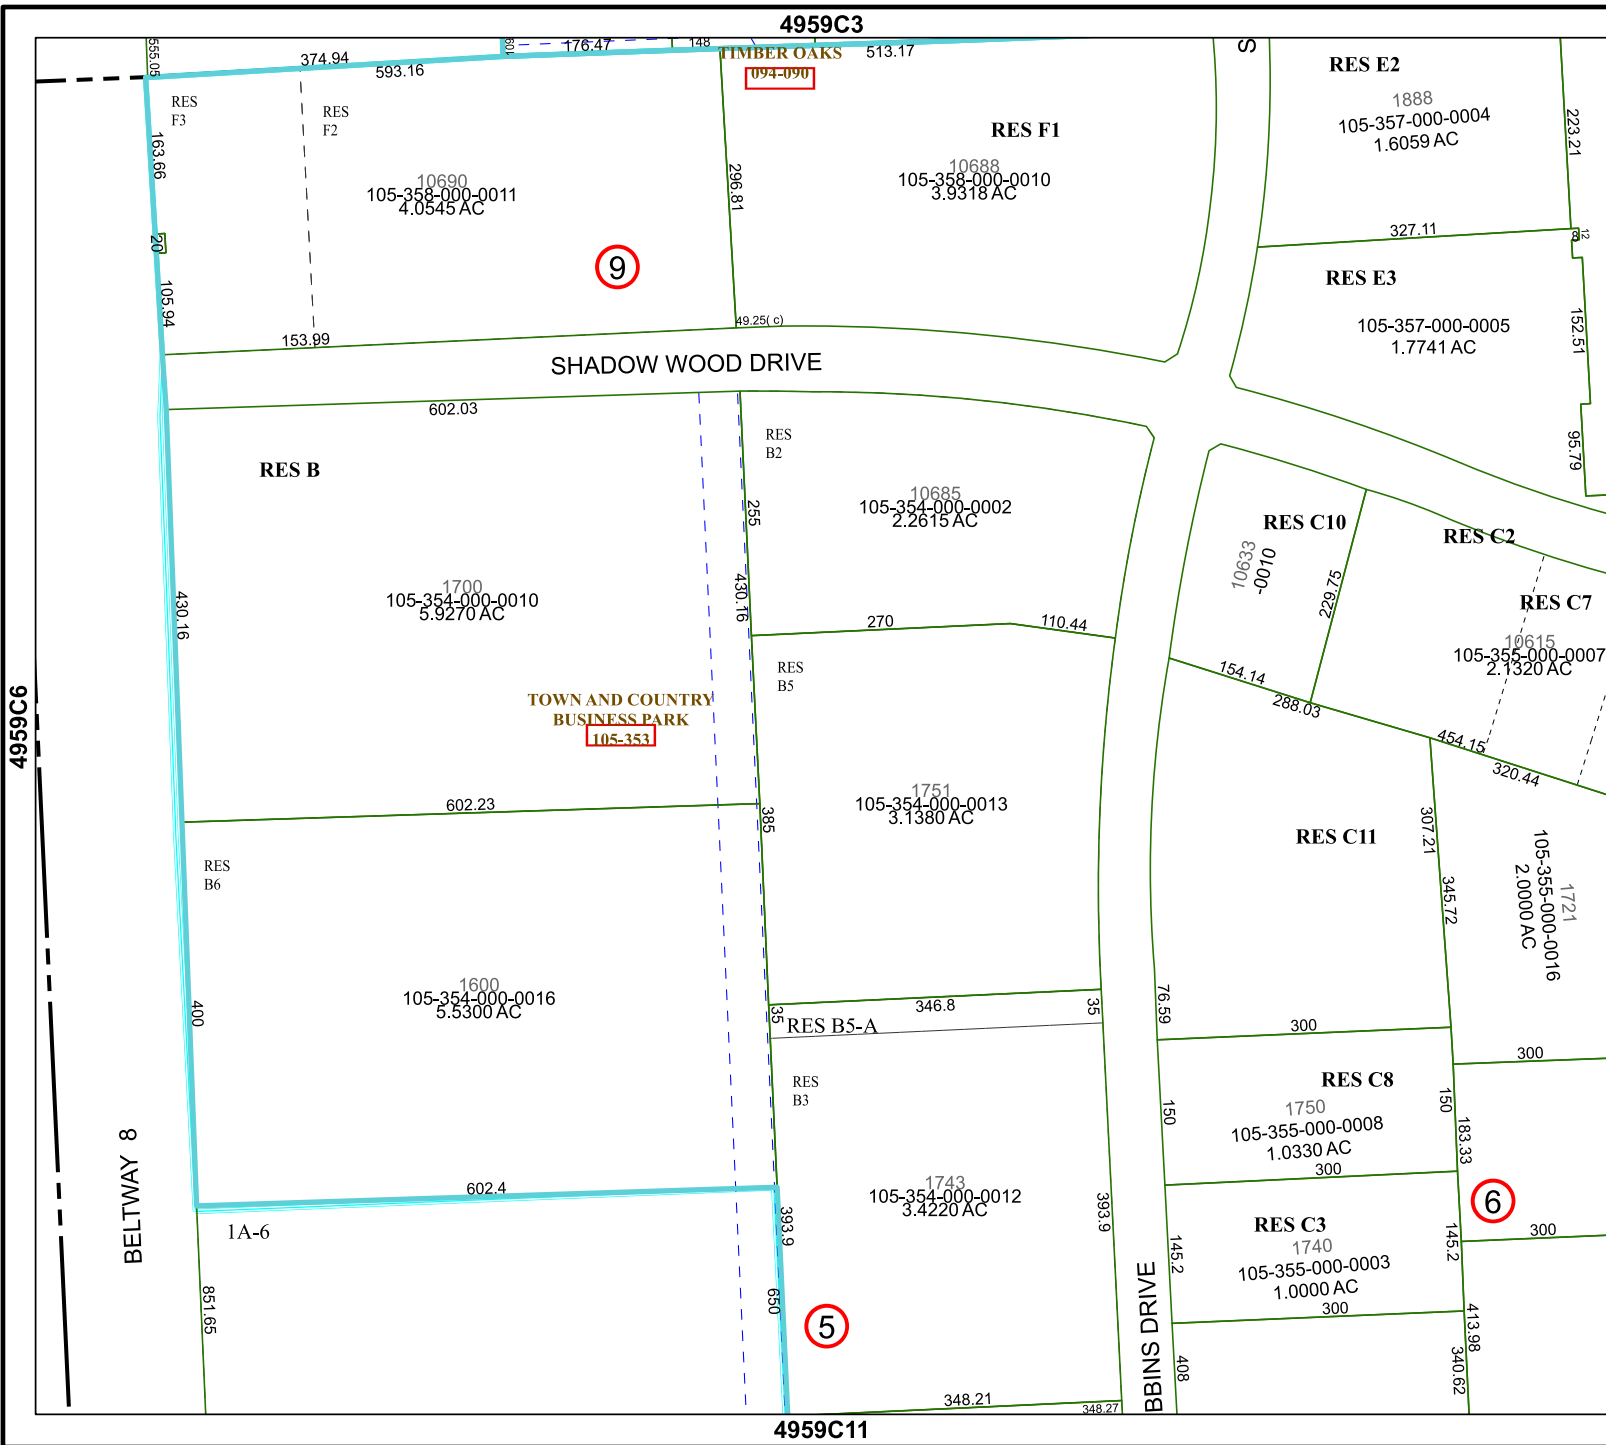 4959C3
555.05
374.94
593.16
109
176.47
148
513.17
S
TIMBER OAKS
094-090
RES
F3
RES
F2
RES F1
RES E2
1888
105-357-000-0004
1.6059 AC
223.21
163.66
10690
105-358-000-0011
4.0545 AC
296.81
10688
105-358-000-0010
3.9318 AC
20
9
327.11
8
12
RES E3
105-357-000-0005
1.7741 AC
152.51
105.94
153.99
49.25( c)
SHADOW WOOD DRIVE
602.03
RES B
RES
B2
95.79
10685
105-354-000-0002
2.2615 AC
255
RES C10
10633
-0010
229.75
RES C2
RES C7
10615
105-355-000-0007
2.1320 AC
1700
105-354-000-0010
5.9270 AC
430.16
430.16
270
110.44
RES
B5
154.14
288.03
454.15
320.44
4959C6
TOWN AND COUNTRY
BUSINESS PARK
105-353
602.23
385
1751
105-354-000-0013
3.1380 AC
RES C11
307.21
345.72
1721
105-355-000-0016
2.0000 AC
RES
B6
1600
105-354-000-0016
5.5300 AC
400
35
346.8
35
RES B5-A
76.59
300
300
RES
B3
RES C8
1750
105-355-000-0008
1.0330 AC
150
150
183.33
300
BELTWAY 8
602.4
1A-6
1743
105-354-000-0012
3.4220 AC
393.9
393.9
6
RES C3
1740
105-355-000-0003
1.0000 AC
145.2
145.2
300
300
851.65
650
5
BBINS DRIVE
408
413.98
340.62
348.21
348.27
4959C11